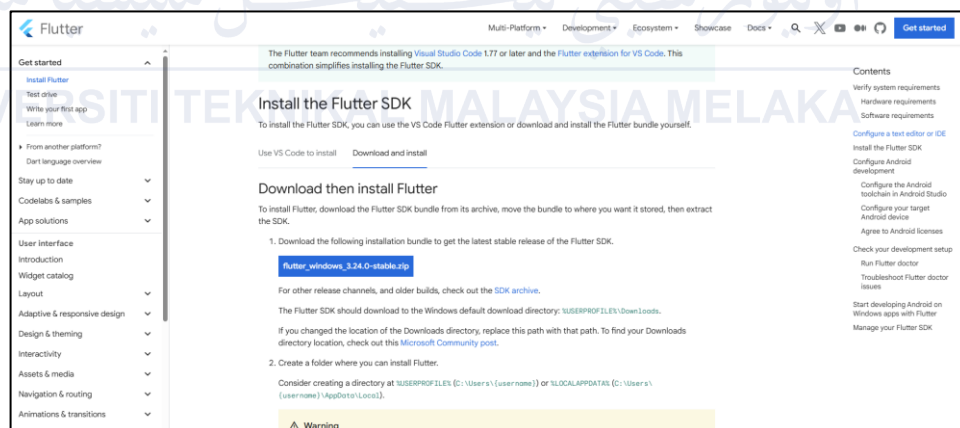 Flutter
Multi-Platform
Development
Ecosystem
Showcase
Docs
Get started
Get started
Install Flutter
Test drive
Write your first app
Learn more
From another platform?
Dart language overview
Stay up to date
Codelabs & samples
App solutions
User interface
Introduction
Widget catalog
Layout
Adaptive & responsive design
Design & theming
Interactivity
Assets & media
Navigation & routing
Animations & transitions
The Flutter team recommends installing Visual Studio Code 1.77 or later and the Flutter extension for VS Code. This
combination simplifies installing the Flutter SDK.
Install the Flutter SDK
To install the Flutter SDK, you can use the VS Code Flutter extension or download and install the Flutter bundle yourself.
Use VS Code to install
Download and install
Download then install Flutter
To install Flutter, download the Flutter SDK bundle from its archive, move the bundle to where you want it stored, then extract
the SDK.
1. Download the following installation bundle to get the latest stable release of the Flutter SDK.
flutter_windows_3.24.0-stable.zip
For other release channels, and older builds, check out the SDK archive.
The Flutter SDK should download to the Windows default download directory: %USERPROFILE%\Downloads.
If you changed the location of the Downloads directory, replace this path with that path. To find your Downloads
directory location, check out this Microsoft Community post.
2. Create a folder where you can install Flutter.
Consider creating a directory at %USERPROFILE% (C:\Users\{username}) or %LOCALAPPDATA% (C:\Users\
{username}\AppData\Local).
Warning
Contents
Verify system requirements
Hardware requirements
Software requirements
Configure a text editor or IDE
Install the Flutter SDK
Configure Android
development
Configure the Android
toolchain in Android Studio
Configure your target
Android device
Agree to Android licenses
Check your development setup
Run Flutter doctor
Troubleshoot Flutter doctor
issues
Start developing Android on
Windows apps with Flutter
Manage your Flutter SDK
VERSITI TEKNIKAL MALAYSIA MELAKA